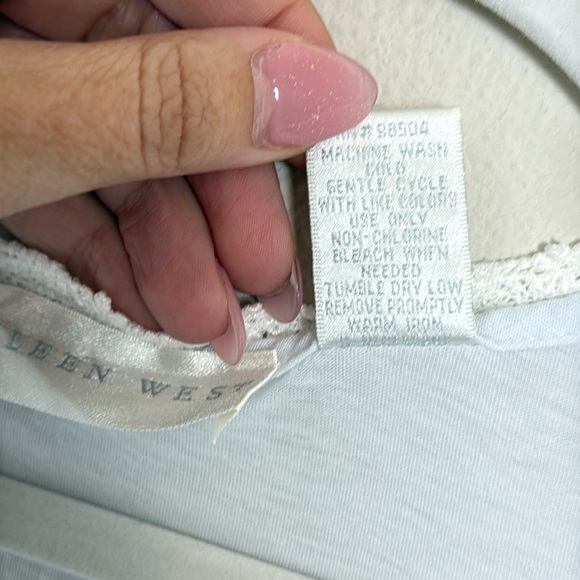 LEEN WEST
# 98504
MACHINE WASH
COLD
GENTLE CYCLE
WITH LIKE COLORS
USE ONLY
NON-CHLORINE
BLEACH WHEN
NEEDED
TUMBLE DRY LOW
REMOVE PROMPTLY
WARM IRON